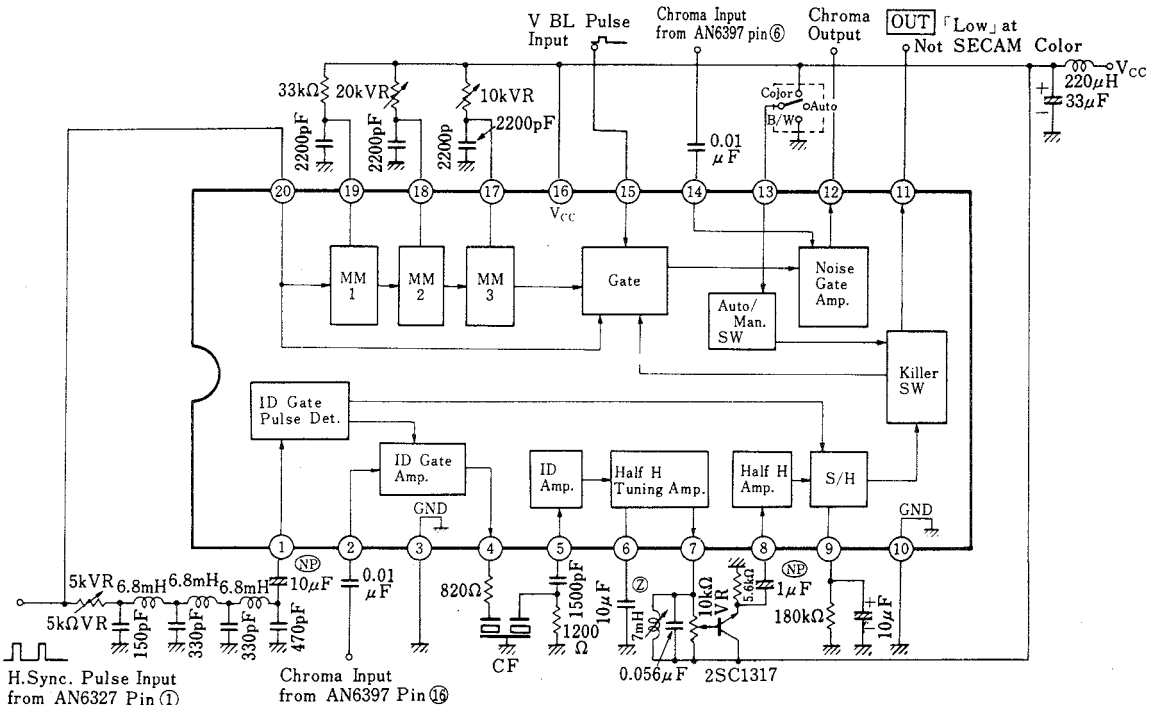 V BL Pulse
Input
Chroma Input
from AN6397 pin⑥
Chroma
Output
OUT 「Low」at
Not SECAM Color
33kΩ
20kVR
10kVR
2200pF
2200pF
2200p
2200pF
0.01
μF
Color
Auto
B/W
VCC
220μH
33μF
+
−
20
19
18
17
16
15
14
13
12
11
VCC
MM
1
MM
2
MM
3
Gate
Noise
Gate
Amp.
Auto/
Man.
SW
Killer
SW
ID Gate
Pulse Det.
ID Gate
Amp.
ID
Amp.
Half H
Tuning Amp.
Half H
Amp.
S/H
GND
GND
1
2
3
4
5
6
7
8
9
10
5kVR
5kΩVR
6.8mH
6.8mH
6.8mH
150pF
330pF
330pF
470pF
NP
10μF
0.01
μF
820Ω
CF
1500pF
1200
Ω
10μF
Z
7mH
0.056μF
10kΩ
VR
5.6kΩ
2SC1317
NP
1μF
180kΩ
+
10μF
H.Sync. Pulse Input
from AN6327 Pin①
Chroma Input
from AN6397 Pin⑯